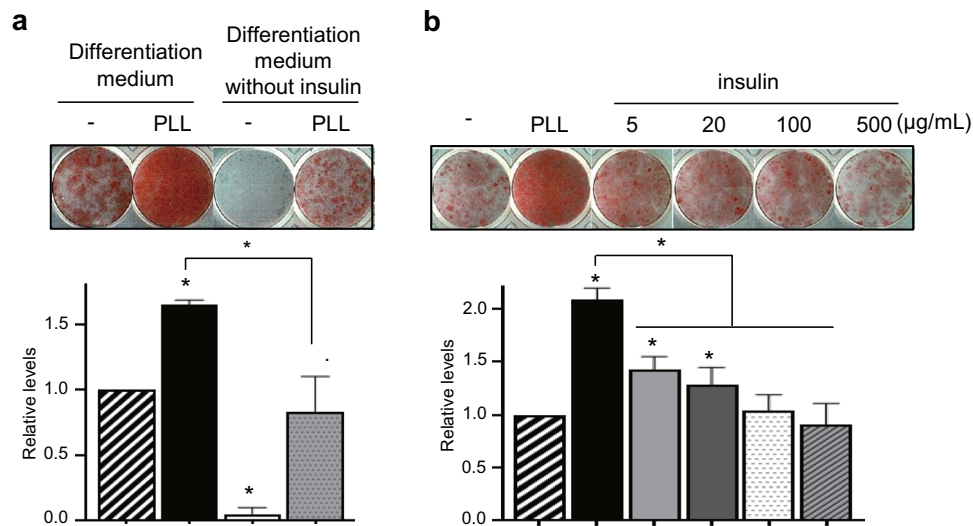 a
Differentiation
medium
Differentiation
medium
without insulin
-
PLL
-
PLL
*
*
*
Relative levels
1.5
1.0
0.5
0.0
b
insulin
-
PLL
5
20
100
500 (μg/mL)
*
*
*
*
Relative levels
2.0
1.5
1.0
0.5
0.0